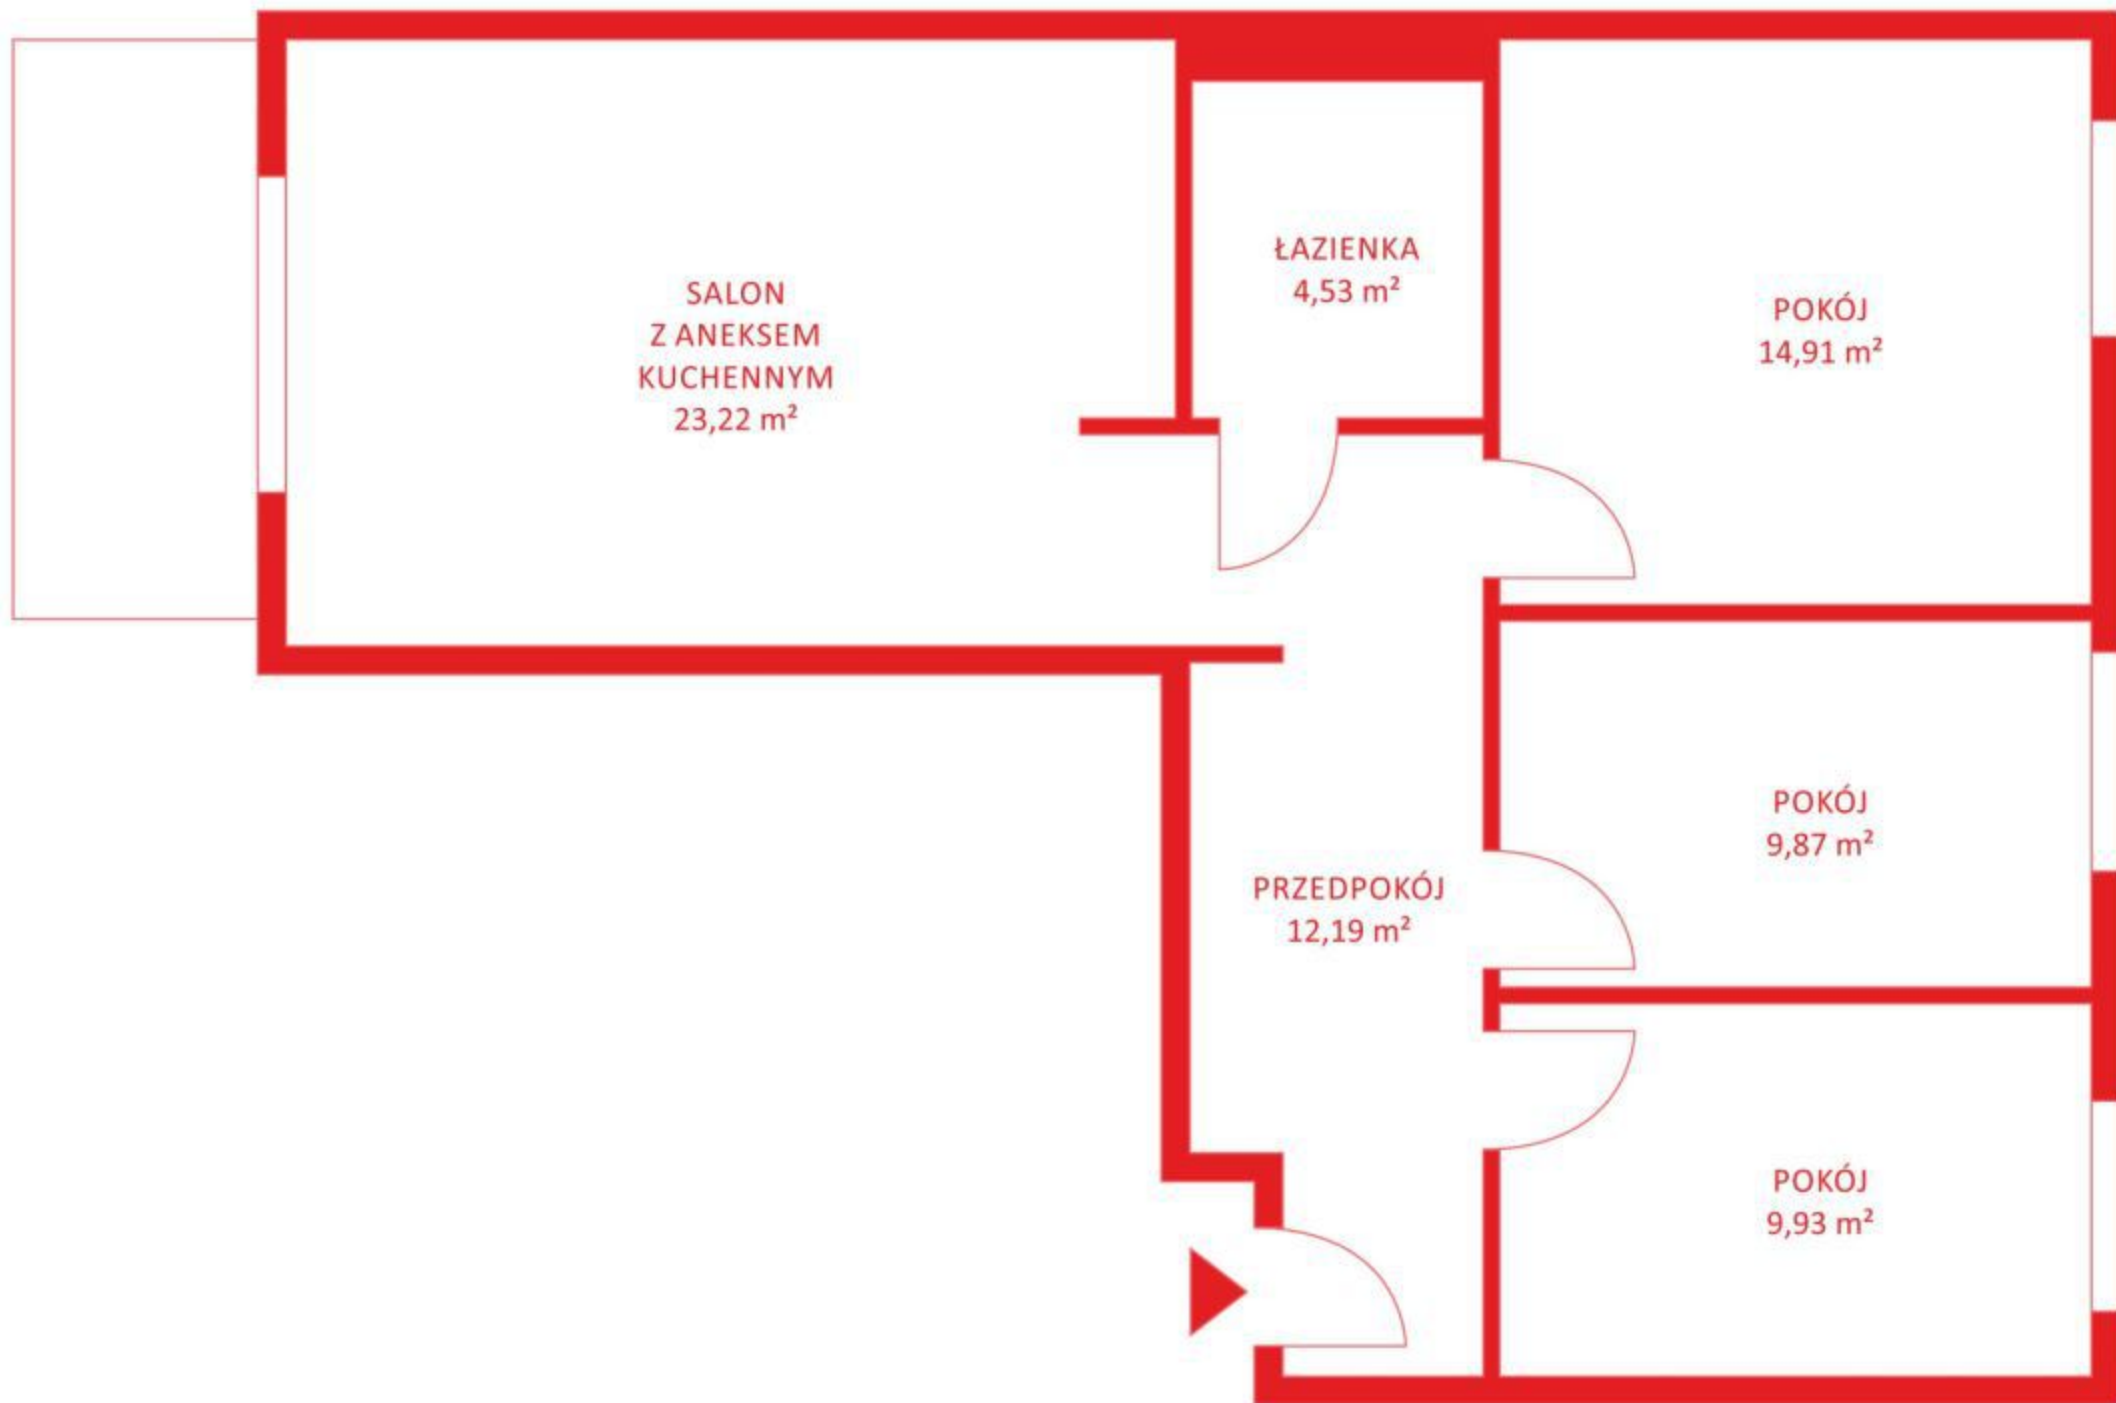 SALON
Z ANEKSEM
KUCHENNYM
23,22 m²
ŁAZIENKA
4,53 m²
POKÓJ
14,91 m²
POKÓJ
9,87 m²
PRZEDPOKÓJ
12,19 m²
POKÓJ
9,93 m²